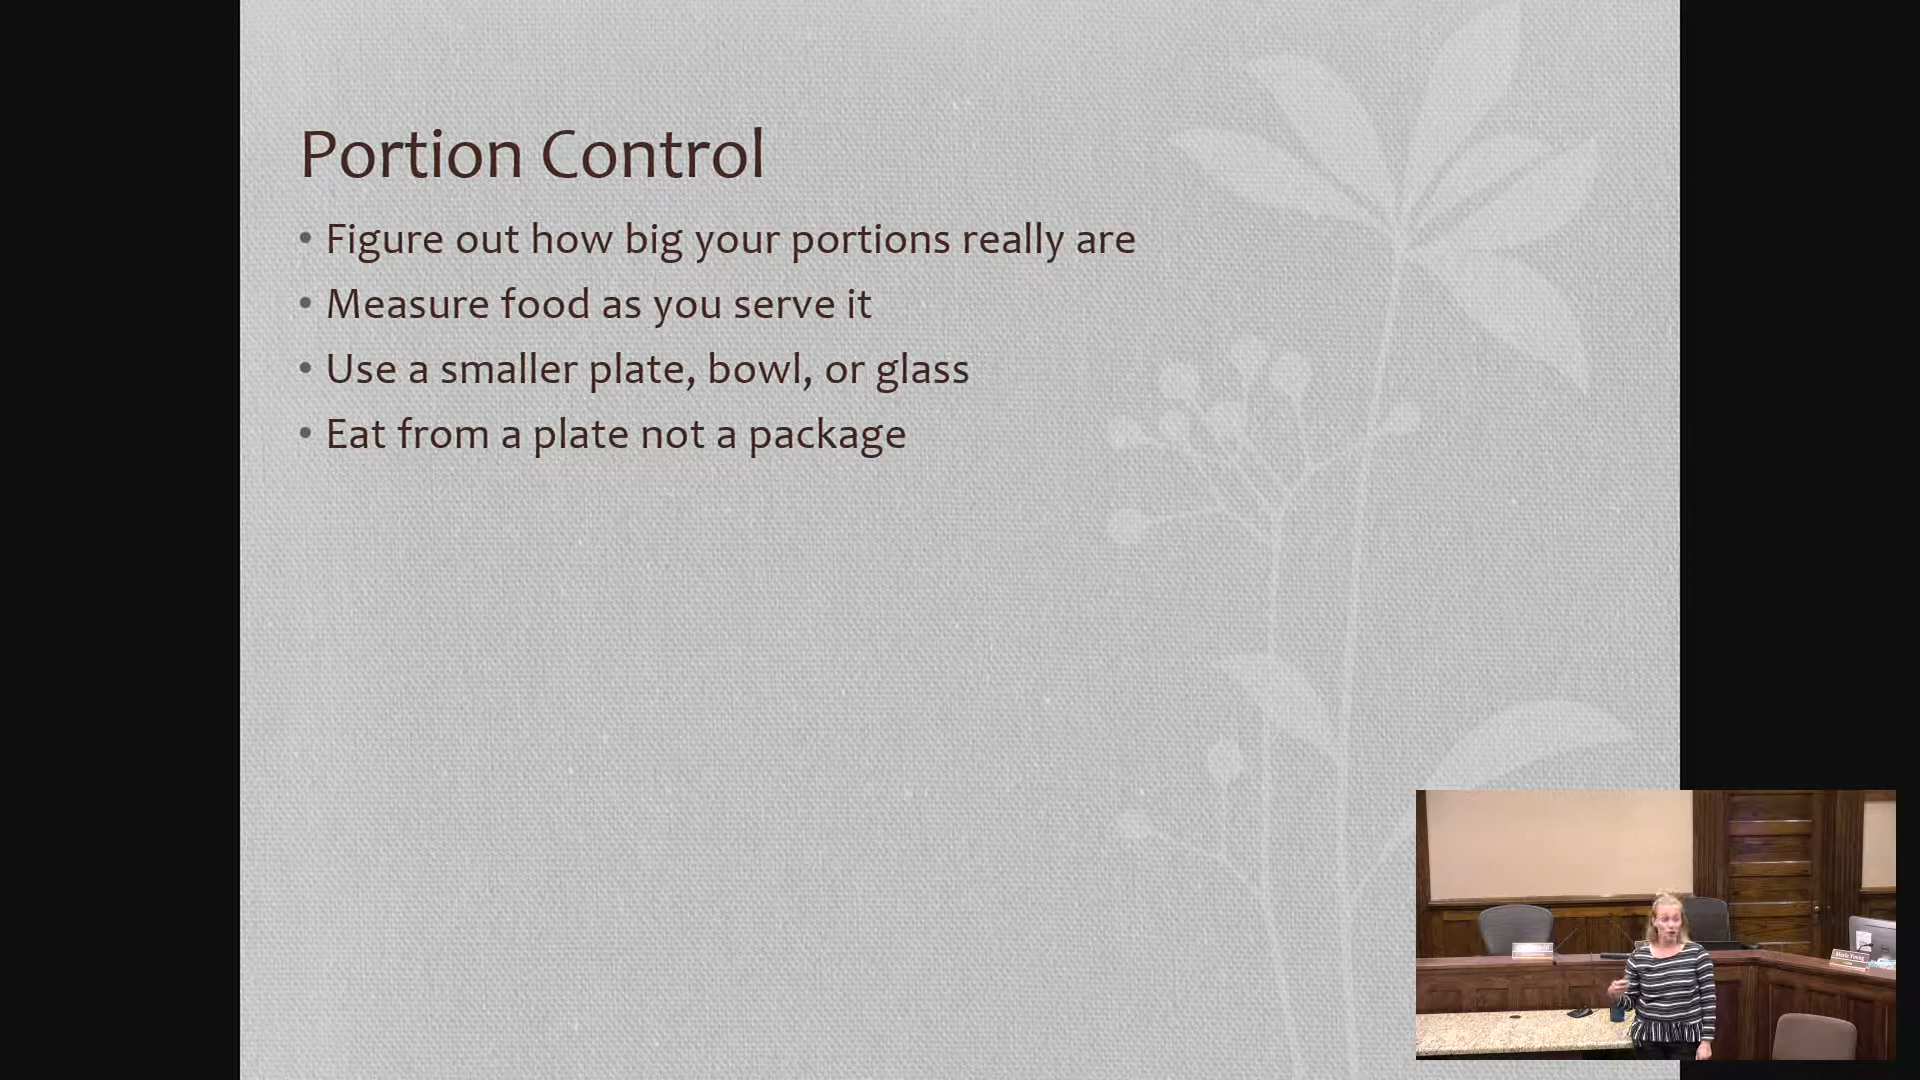 Portion Control
• Figure out how big your portions really are
• Measure food as you serve it
• Use a smaller plate, bowl, or glass
• Eat from a plate not a package